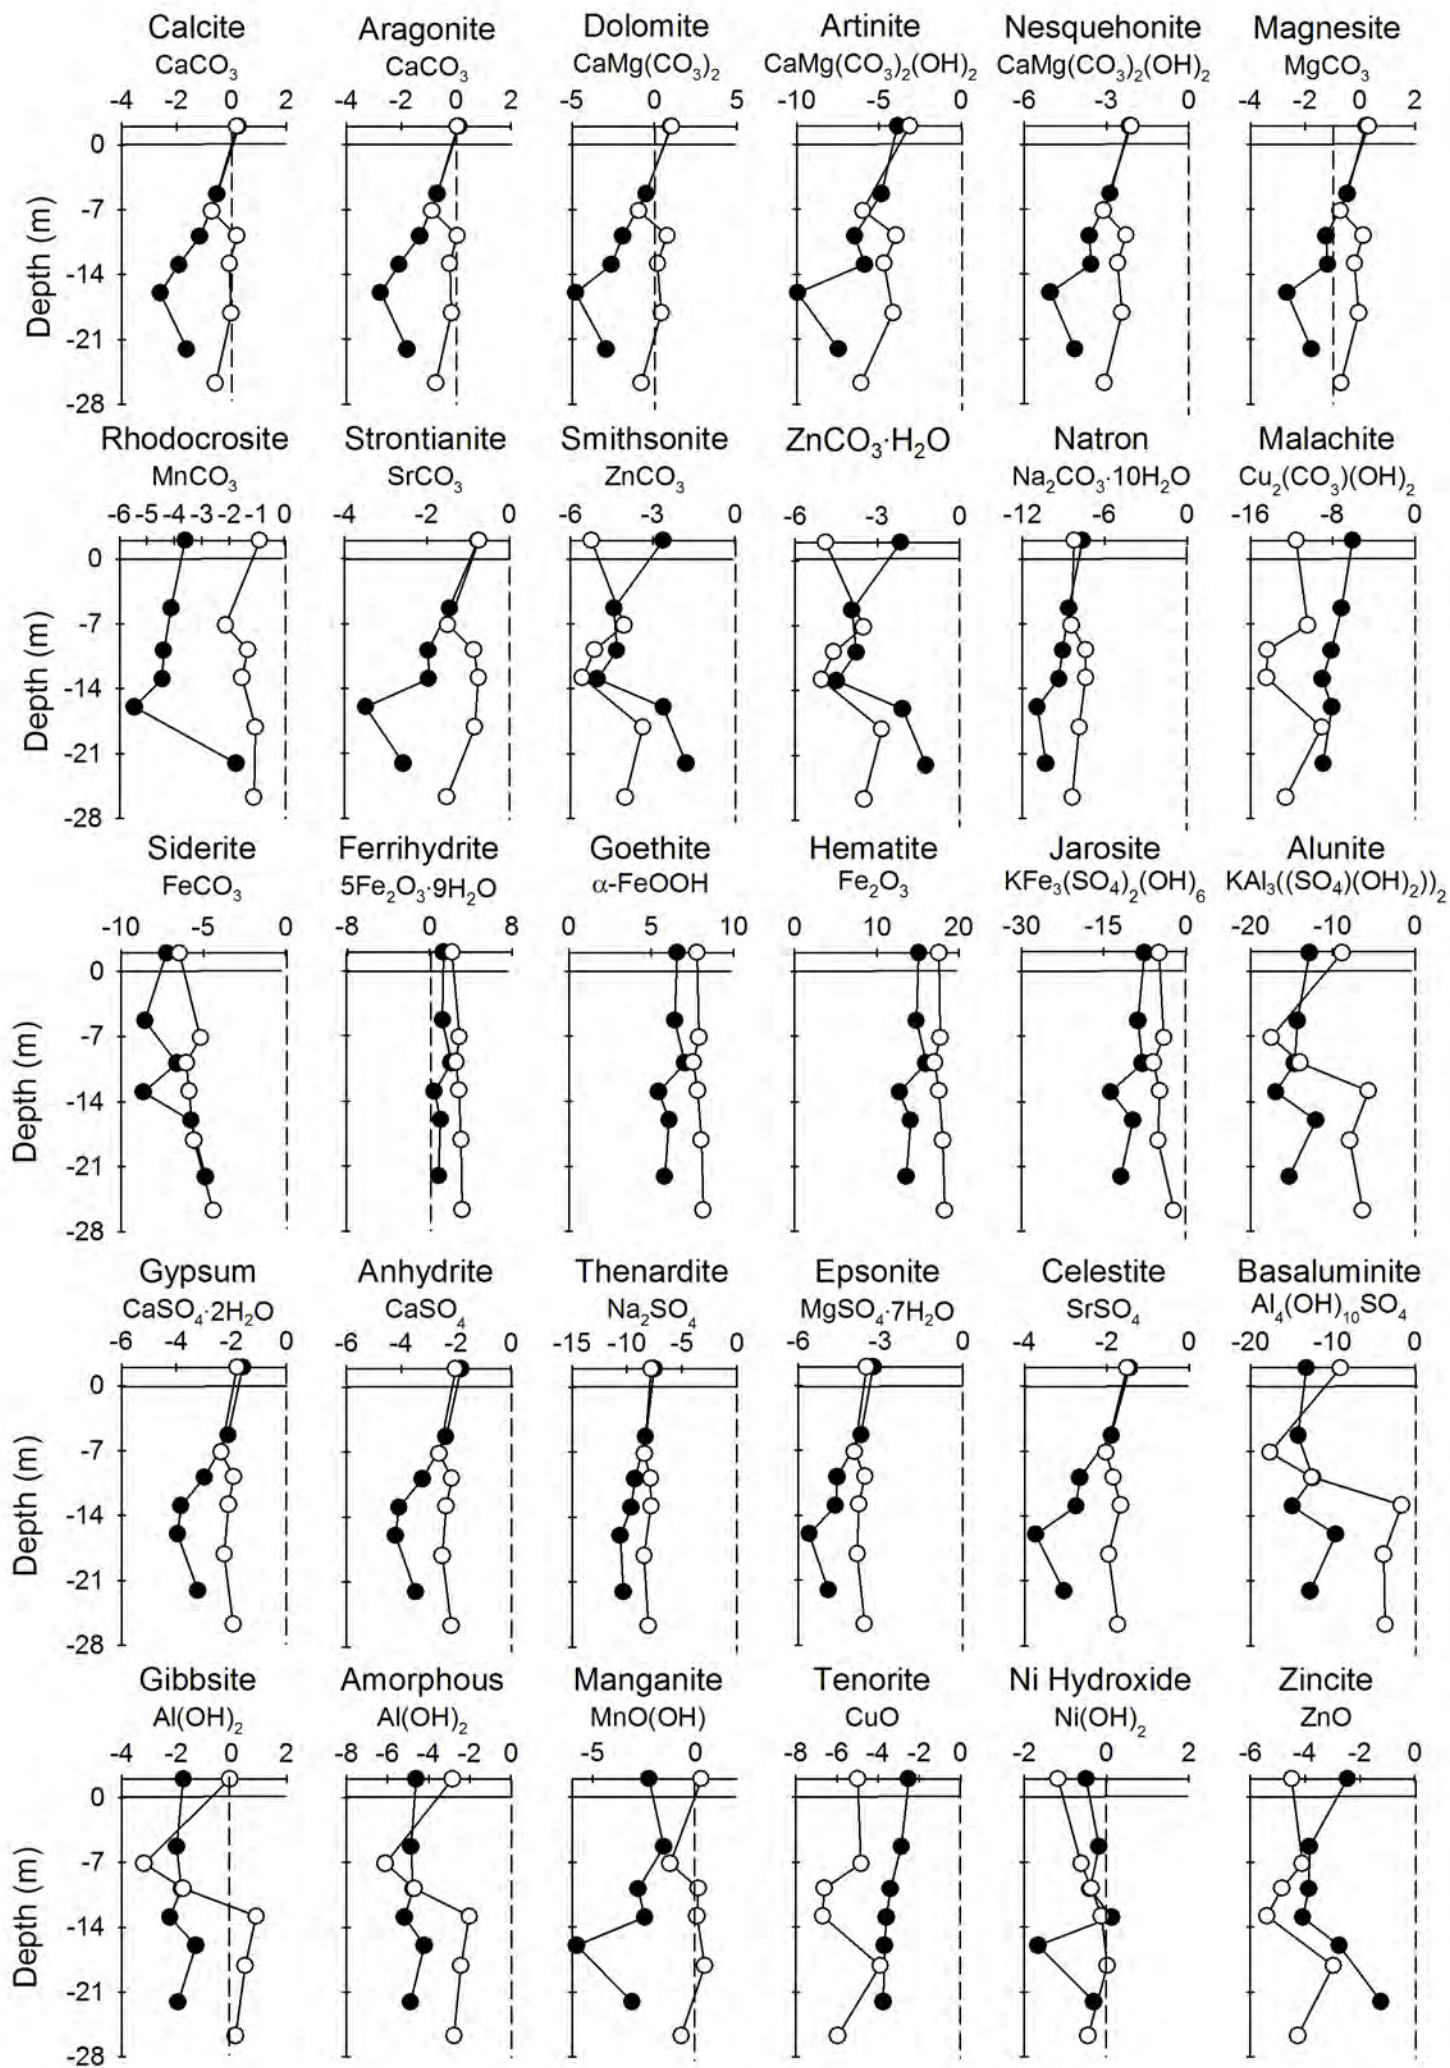 Calcite Aragonite Dolomite Artinite Nesquehonite Magnesite
CaCO₃ CaCO₃ CaMg(CO₃)₂ CaMg(CO₃)₂(OH)₂ CaMg(CO₃)₂(OH)₂ MgCO₃
-4 -2 0 2 -4 -2 0 2 -5 0 5 -10 -5 0 -6 -3 0 -4 -2 0 2
0
-7
-14
-21
-28
Depth (m)
Rhodocrosite Strontianite Smithsonite ZnCO₃·H₂O Natron Malachite
MnCO₃ SrCO₃ ZnCO₃ Na₂CO₃·10H₂O Cu₂(CO₃)(OH)₂
-6 -5 -4 -3 -2 -1 0 -4 -2 0 -6 -3 0 -6 -3 0 -12 -6 0 -16 -8 0
0
-7
-14
-21
-28
Depth (m)
Siderite Ferrihydrite Goethite Hematite Jarosite Alunite
FeCO₃ 5Fe₂O₃·9H₂O α-FeOOH Fe₂O₃ KFe₃(SO₄)₂(OH)₆ KAl₃((SO₄)(OH)₂))₂
-10 -5 0 -8 0 8 0 5 10 0 10 20 -30 -15 0 -20 -10 0
0
-7
-14
-21
-28
Depth (m)
Gypsum Anhydrite Thenardite Epsonite Celestite Basaluminite
CaSO₄·2H₂O CaSO₄ Na₂SO₄ MgSO₄·7H₂O SrSO₄ Al₄(OH)₁₀SO₄
-6 -4 -2 0 -6 -4 -2 0 -15 -10 -5 0 -6 -3 0 -4 -2 0 -20 -10 0
0
-7
-14
-21
-28
Depth (m)
Gibbsite Amorphous Manganite Tenorite Ni Hydroxide Zincite
Al(OH)₂ Al(OH)₂ MnO(OH) CuO Ni(OH)₂ ZnO
-4 -2 0 2 -8 -6 -4 -2 0 -5 0 -8 -6 -4 -2 0 -2 0 2 -6 -4 -2 0
0
-7
-14
-21
-28
Depth (m)